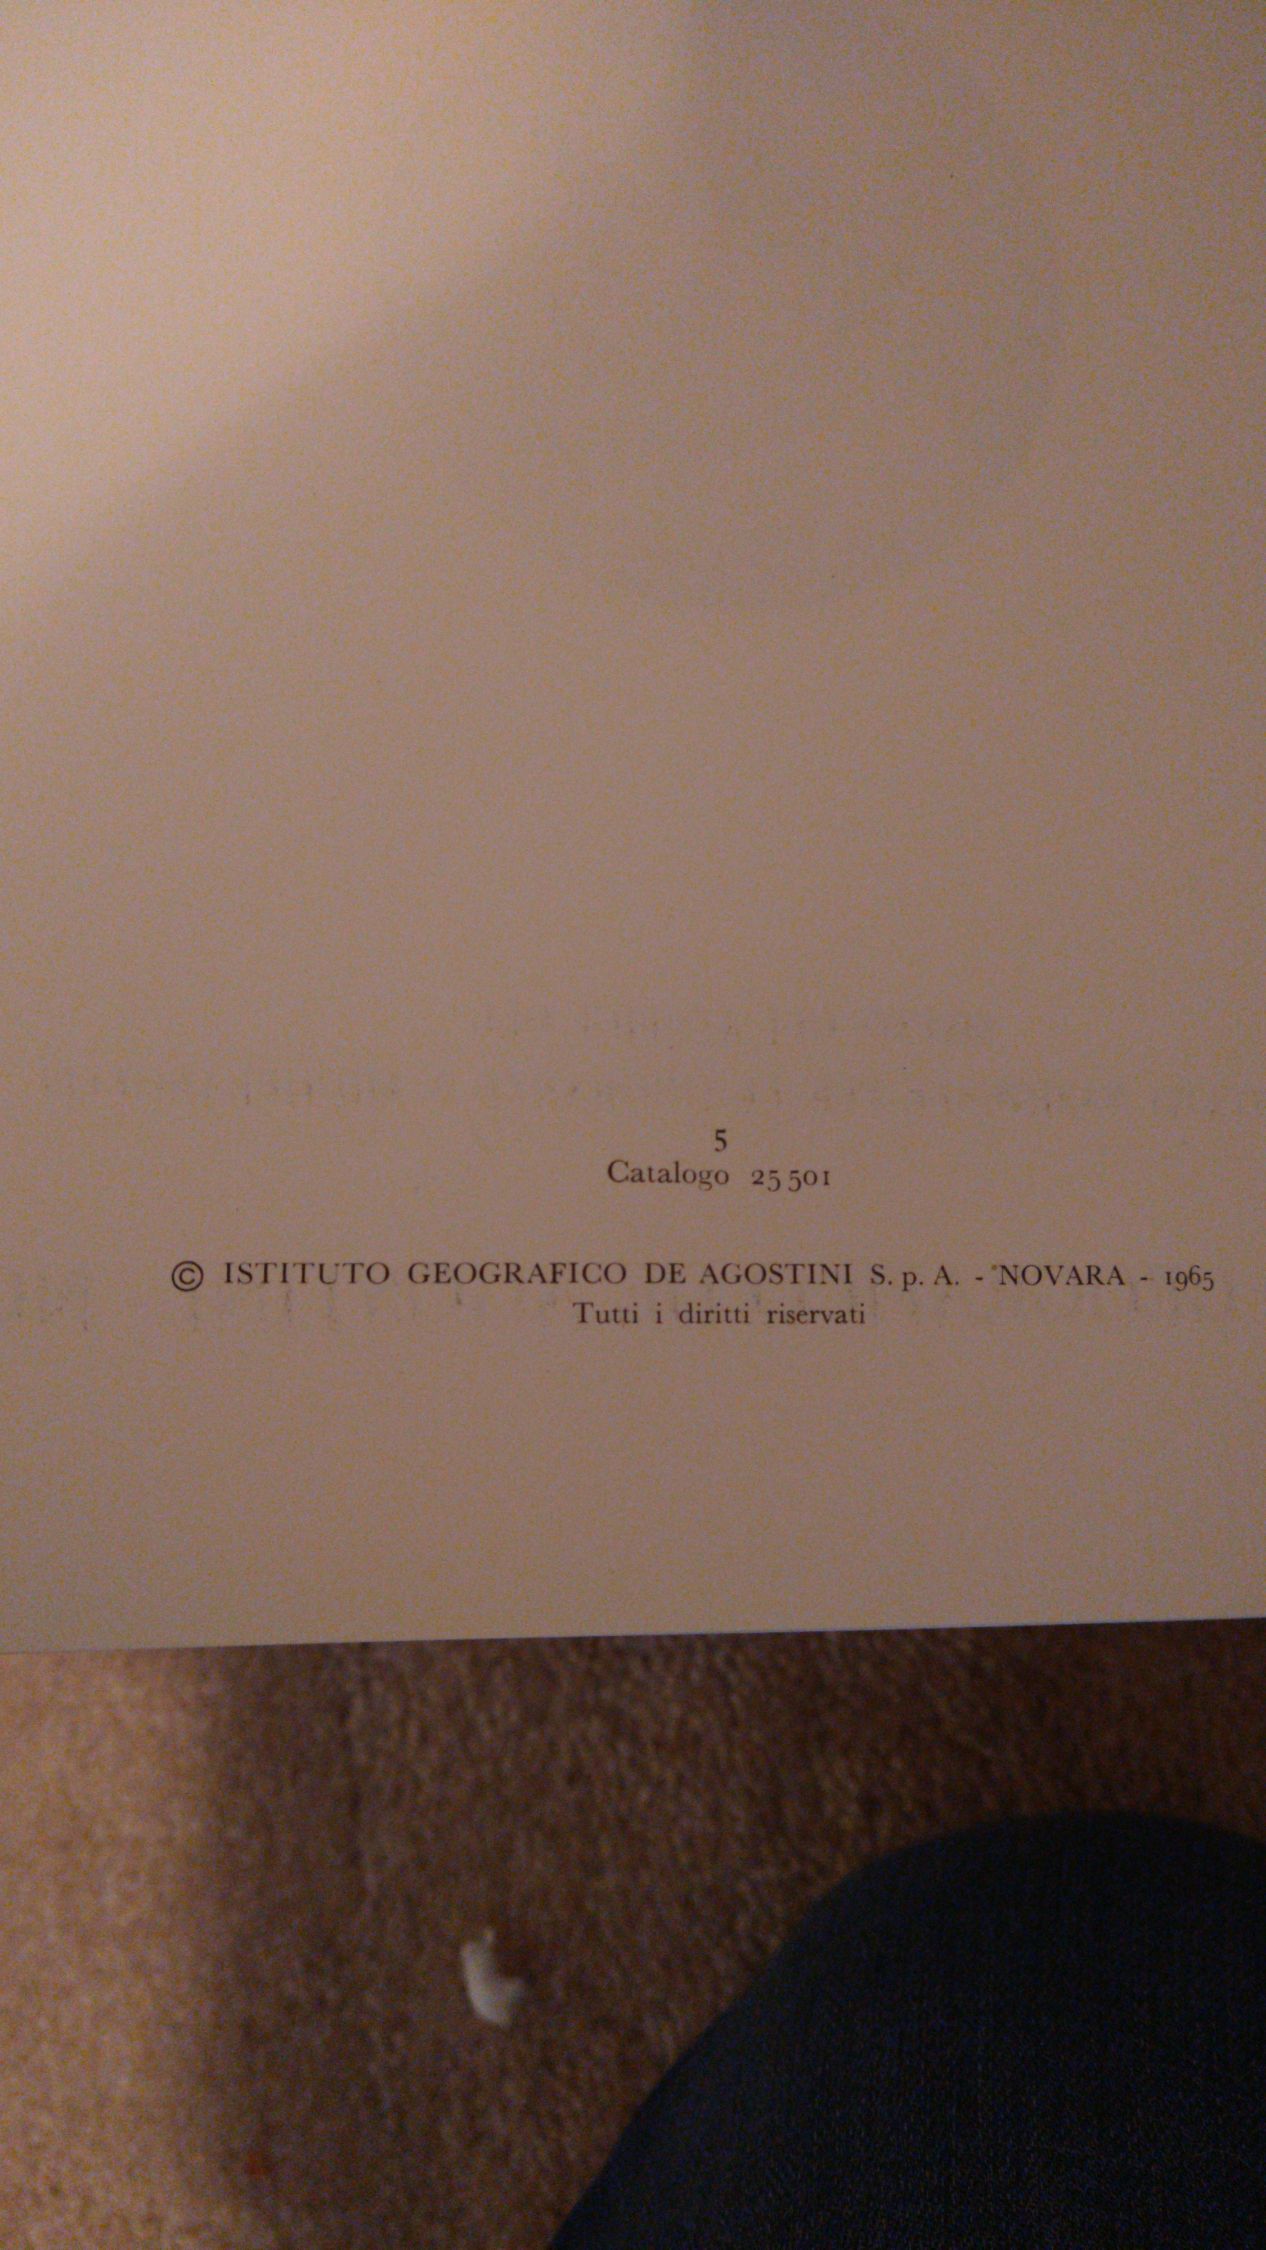 5
Catalogo 25 501
© ISTITUTO GEOGRAFICO DE AGOSTINI S. p. A. - NOVARA - 1965
Tutti i diritti riservati